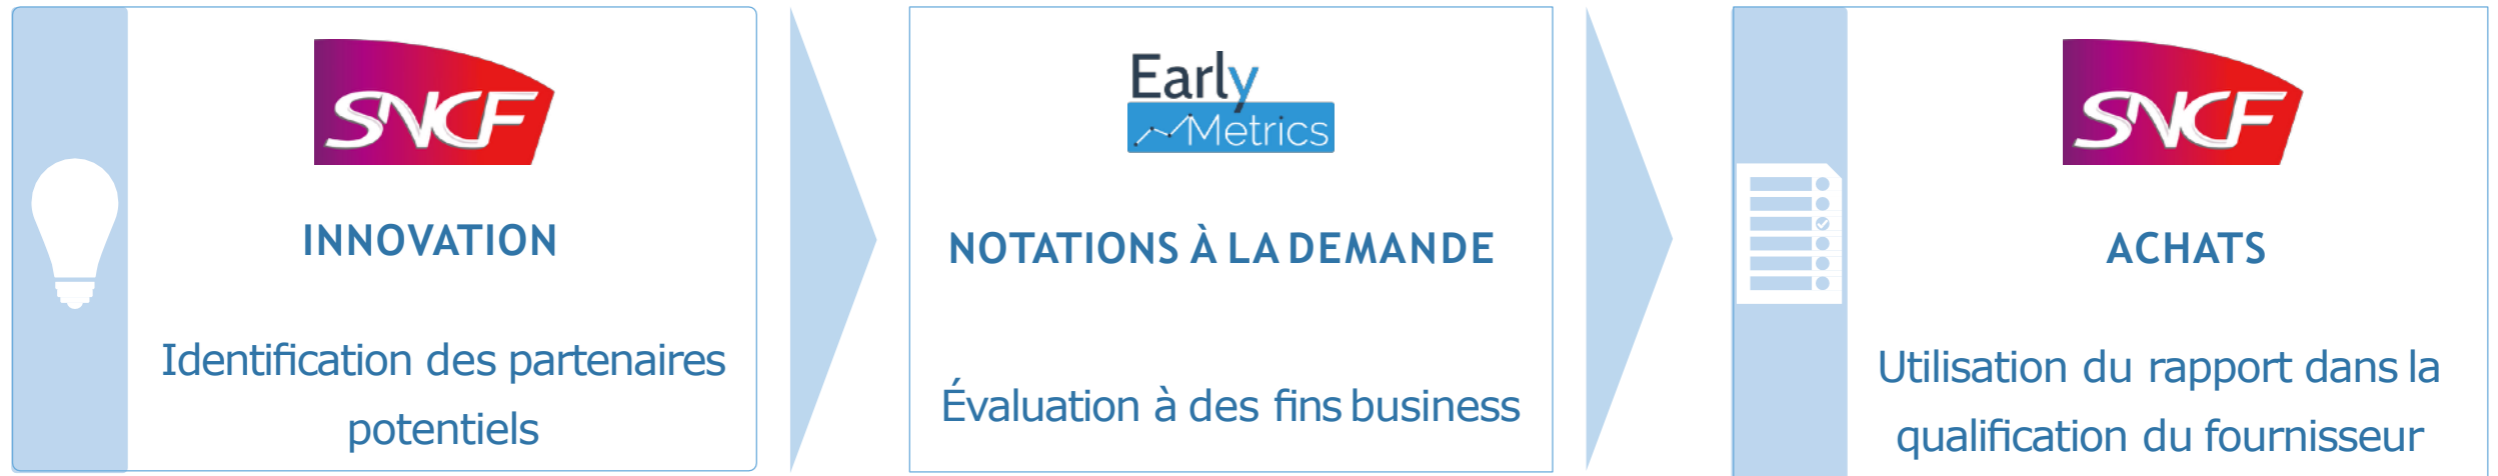 SNCF
INNOVATION
Identification des partenaires
potentiels
Early
Metrics
NOTATIONS À LA DEMANDE
Évaluation à des fins business
SNCF
ACHATS
Utilisation du rapport dans la
qualification du fournisseur